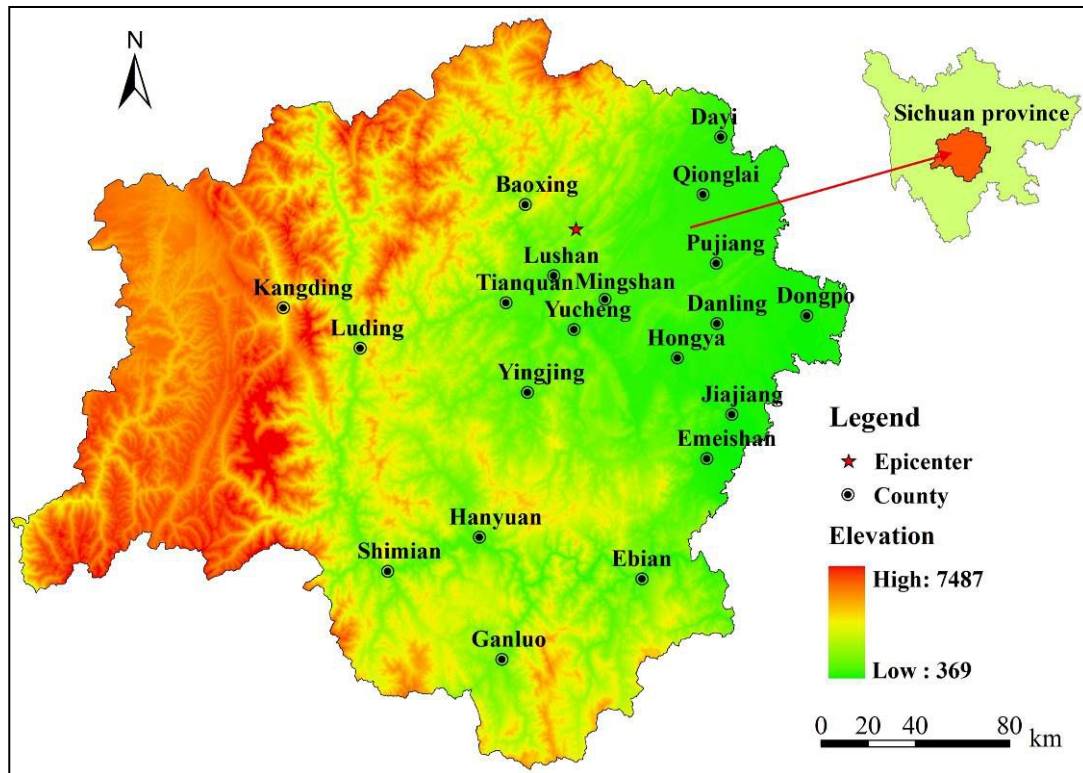 N
Sichuan province
Dayi
Qionglai
Baoxing
Pujiang
Lushan
Tianquan
Mingshan
Kangding
Danling
Dongpo
Yucheng
Luding
Hongya
Yingjing
Jiajiang
Legend
Emeishan
Epicenter
County
Hanyuan
Elevation
Shimian
Ebian
High: 7487
Ganluo
Low : 369
0 20 40 80 km